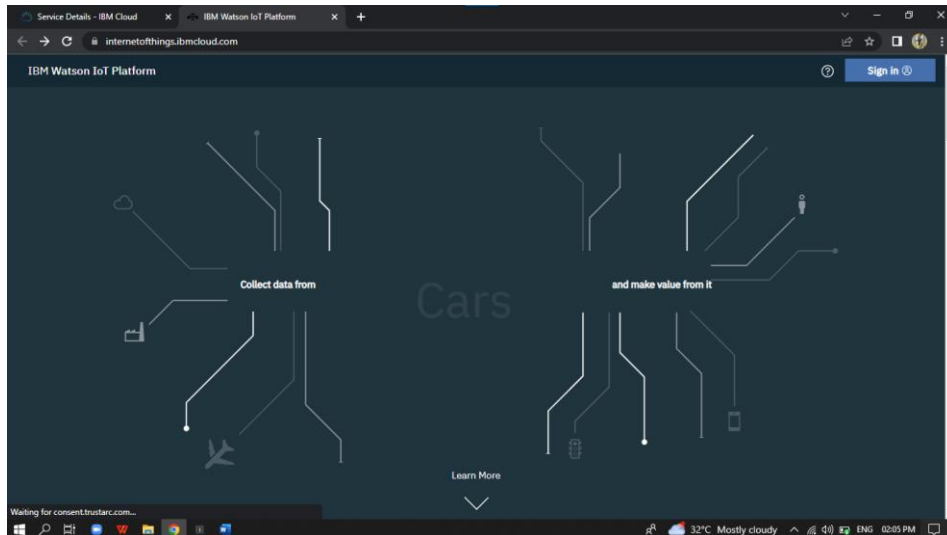 Service Details - IBM Cloud
IBM Watson IoT Platform
internetofthings.ibmcloud.com
IBM Watson IoT Platform
Sign in
Collect data from
Cars
and make value from it
Learn More
Waiting for consent.trustarc.com...
32°C Mostly cloudy
ENG
02:05 PM